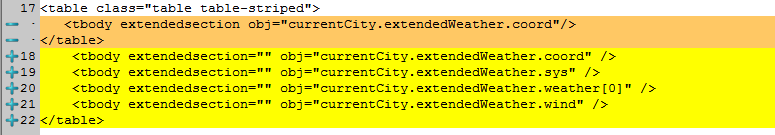 17 <table class="table table-striped">
- · <tbody extendedsection obj="currentCity.extendedWeather.coord"/>
- · </table>
+18 <tbody extendedsection="" obj="currentCity.extendedWeather.coord" />
+19 <tbody extendedsection="" obj="currentCity.extendedWeather.sys" />
+20 <tbody extendedsection="" obj="currentCity.extendedWeather.weather[0]" />
+21 <tbody extendedsection="" obj="currentCity.extendedWeather.wind" />
+22 </table>